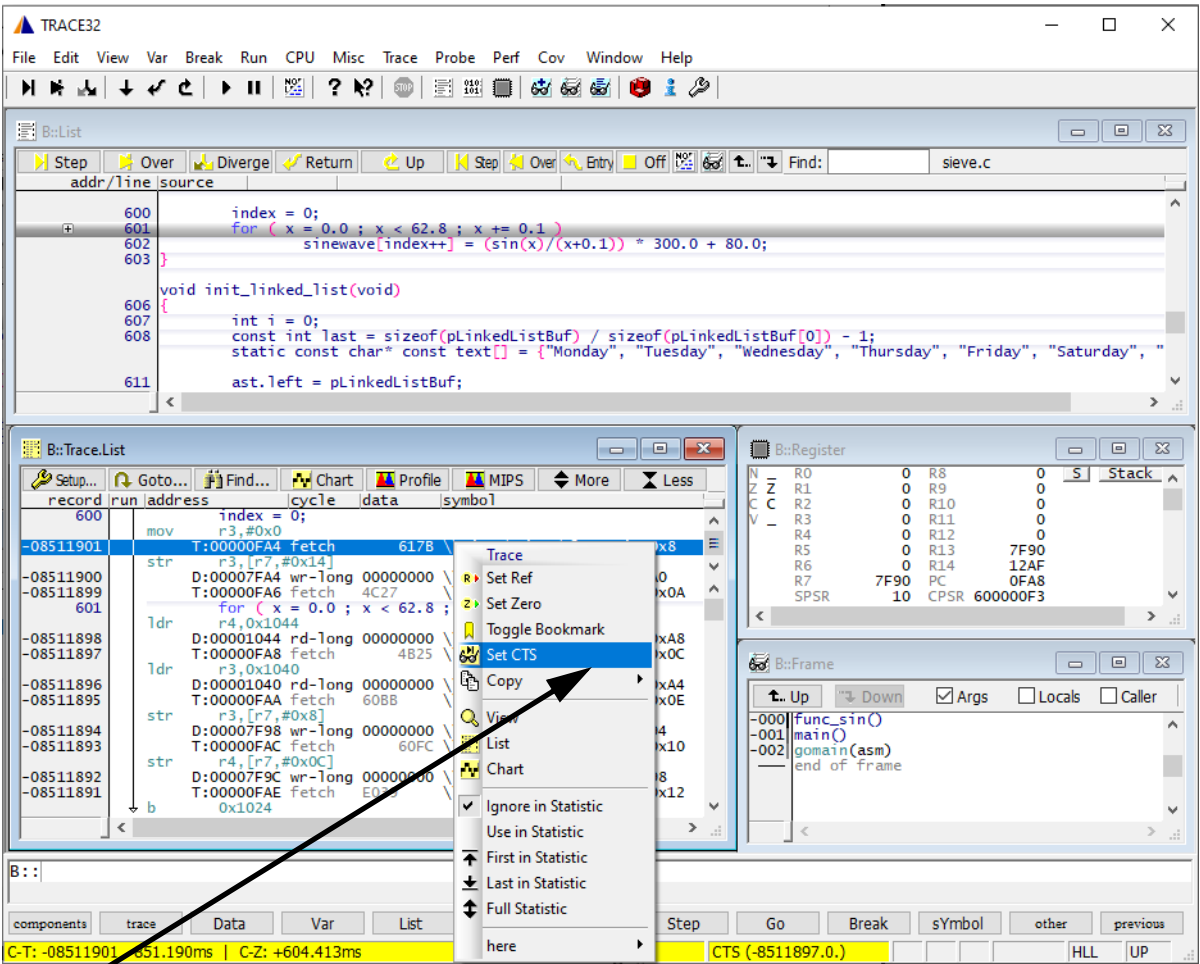 TRACE32
File Edit View Var Break Run CPU Misc Trace Probe Perf Cov Window Help
B::List
Step Over Diverge Return Up Step Over Entry Off Find: sieve.c
addr/line source
600 index = 0;
601 for ( x = 0.0 ; x < 62.8 ; x += 0.1 )
602 sinewave[index++] = (sin(x)/(x+0.1)) * 300.0 + 80.0;
603 }
void init_linked_list(void)
606 {
607 int i = 0;
608 const int last = sizeof(pLinkedListBuf) / sizeof(pLinkedListBuf[0]) - 1;
static const char* const text[] = {"Monday", "Tuesday", "Wednesday", "Thursday", "Friday", "Saturday", "
611 ast.left = pLinkedListBuf;
B::Trace.List
Setup... Goto... Find... Chart Profile MIPS More Less
record run address cycle data symbol
600 index = 0;
mov r3,#0x0
-08511901 T:00000FA4 fetch 617B \ 0x8
str r3,[r7,#0x14]
-08511900 D:00007FA4 wr-long 00000000 \
-08511899 T:00000FA6 fetch 4C27 \ 0x0A
601 for ( x = 0.0 ; x < 62.8 ;
ldr r4,0x1044
-08511898 D:00001044 rd-long 00000000 \ xA8
-08511897 T:00000FA8 fetch 4B25 \ x0C
ldr r3,0x1040
-08511896 D:00001040 rd-long 00000000 \ xA4
-08511895 T:00000FAA fetch 60BB \ x0E
str r3,[r7,#0x8]
-08511894 D:00007F98 wr-long 00000000 \
-08511893 T:00000FAC fetch 60FC \ x10
str r4,[r7,#0x0C]
-08511892 D:00007F9C wr-long 00000000 \
-08511891 T:00000FAE fetch \ x12
b 0x1024
Trace
Set Ref
Set Zero
Toggle Bookmark
Set CTS
Copy
View
List
Chart
Ignore in Statistic
Use in Statistic
First in Statistic
Last in Statistic
Full Statistic
here
B::Register
N _ R0 0 R8 0 S Stack
Z Z R1 0 R9 0
C C R2 0 R10 0
V _ R3 0 R11 0
R4 0 R12 0
R5 0 R13 7F90
R6 0 R14 12AF
R7 7F90 PC 0FA8
SPSR 10 CPSR 600000F3
B::Frame
Up Down Args Locals Caller
-000 func_sin()
-001 main()
-002 gomain(asm)
end of frame
B::
components trace Data Var List Step Go Break sYmbol other previous
C-T: -08511901 851.190ms | C-Z: +604.413ms CTS (-8511897.0.) HLL UP